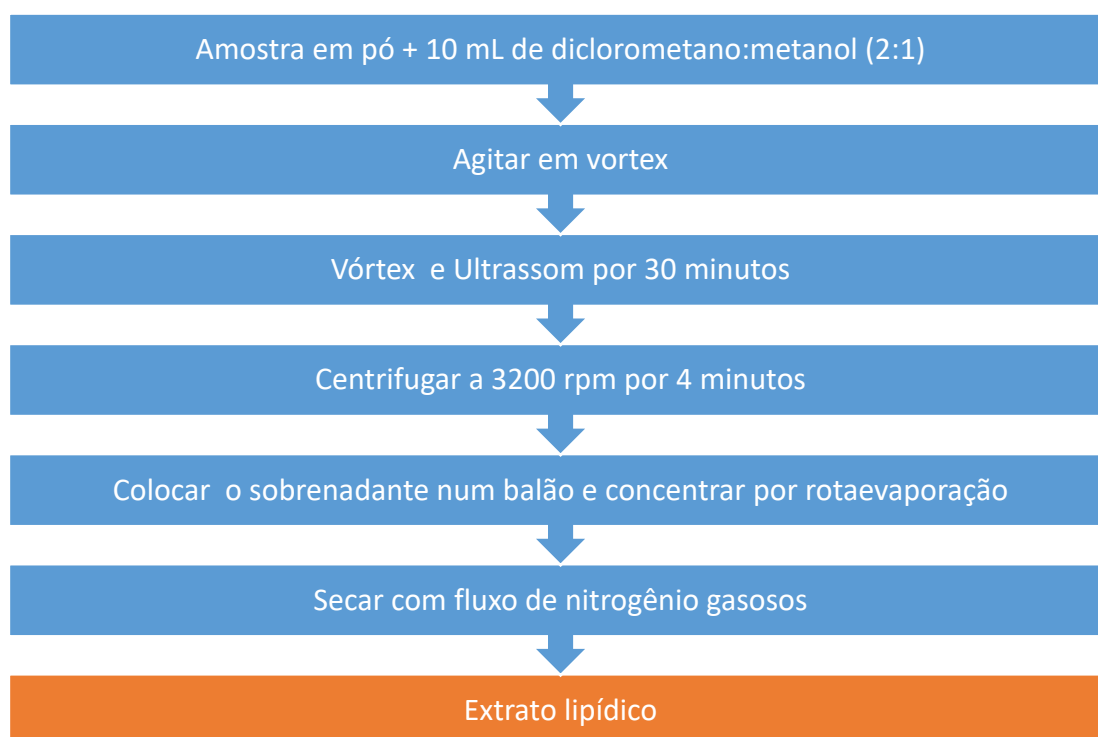 Amostra em pó + 10 mL de diclorometano:metanol (2:1)
Agitar em vortex
Vórtex  e Ultrassom por 30 minutos
Centrifugar a 3200 rpm por 4 minutos
Colocar  o sobrenadante num balão e concentrar por rotaevaporação
Secar com fluxo de nitrogênio gasosos
Extrato lipídico